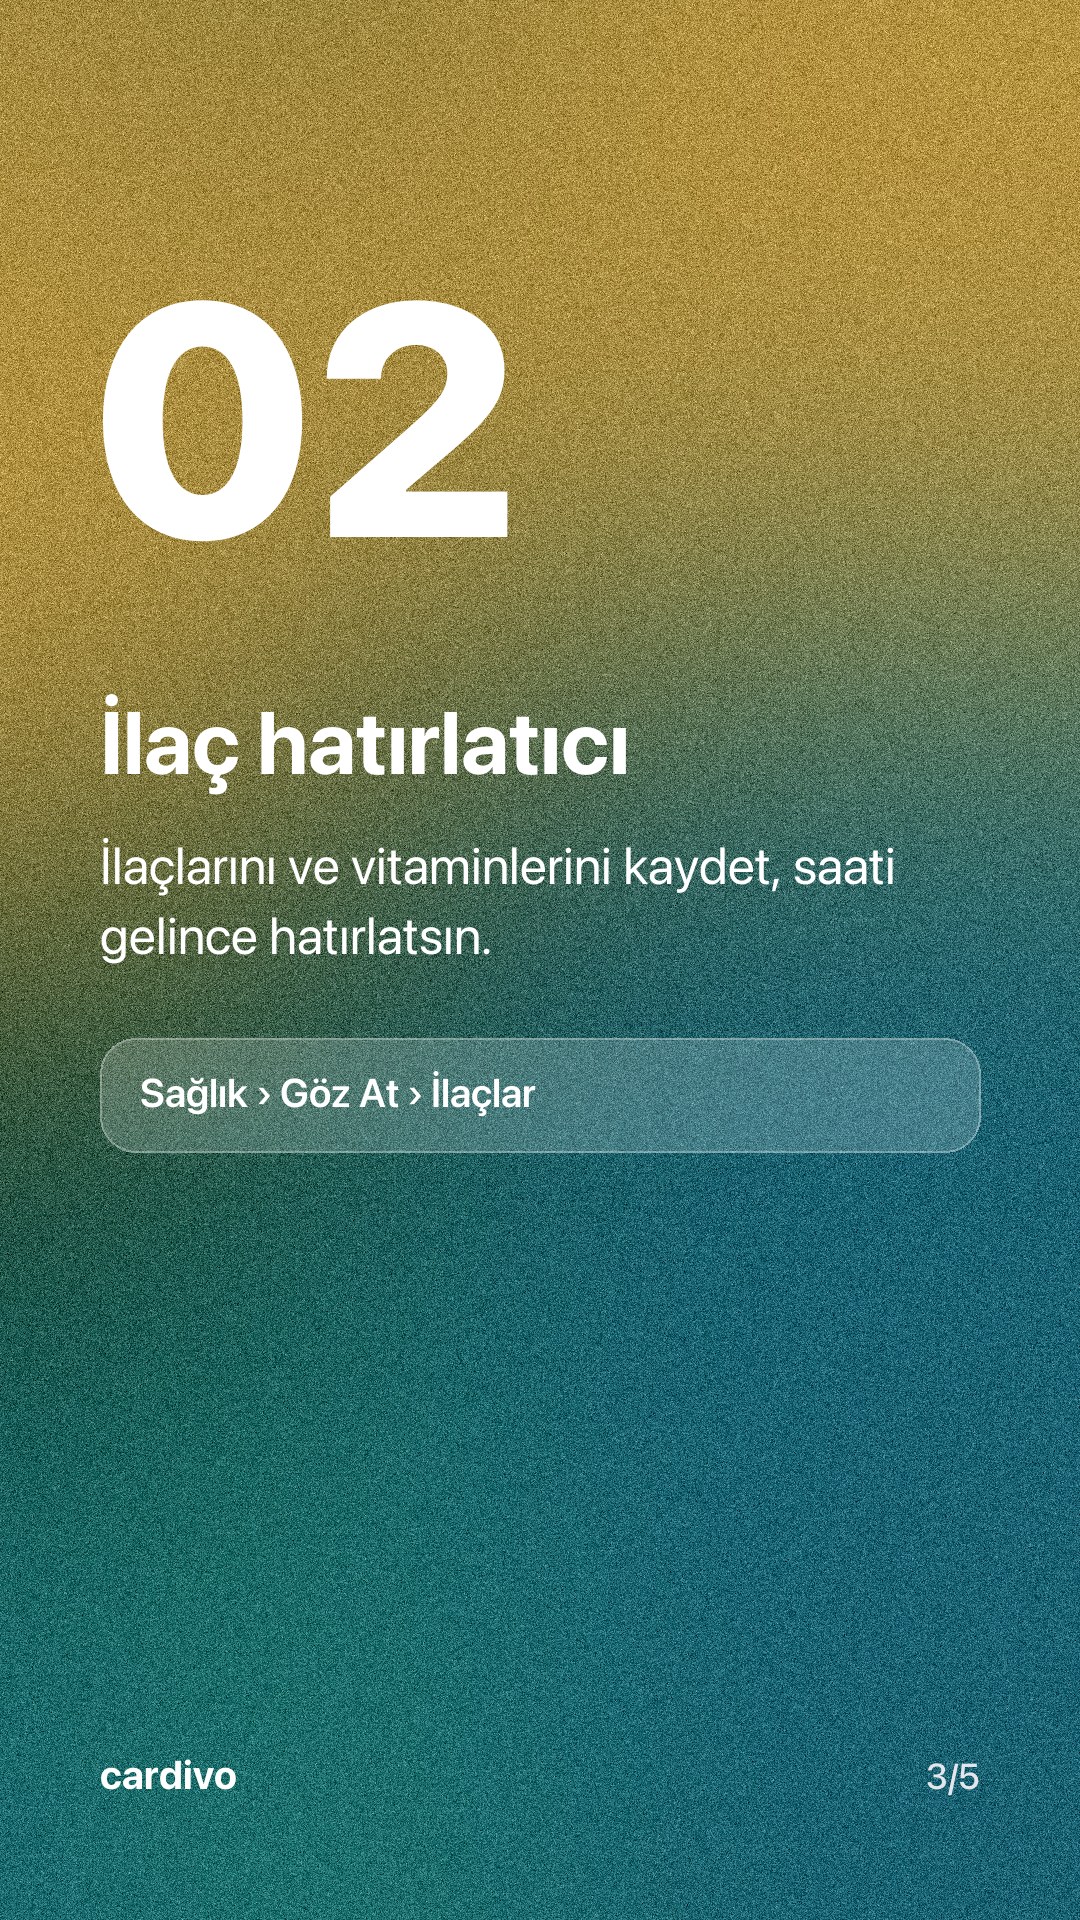 02
İlaç hatırlatıcı
İlaçlarını ve vitaminlerini kaydet, saati
gelince hatırlatsın.
Sağlık › Göz At › İlaçlar
cardivo
3/5